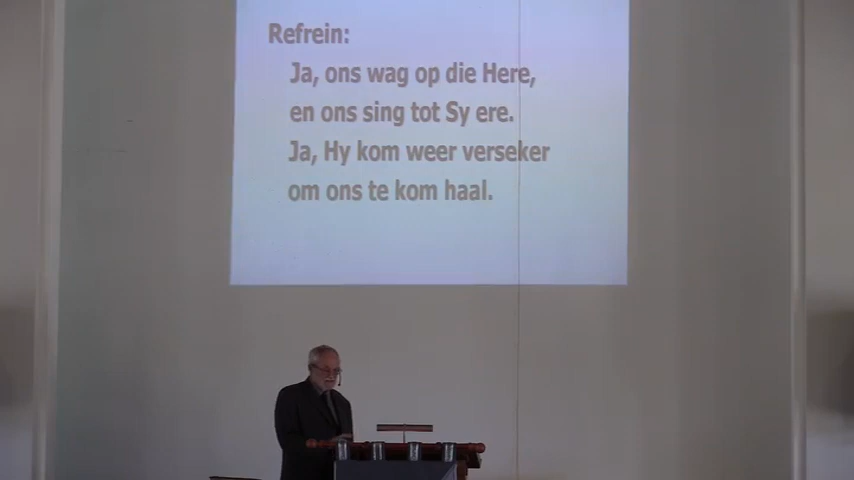 Refrein:
Ja, ons wag op die Here,
en ons sing tot Sy ere.
Ja, Hy kom weer verseker
om ons te kom haal.